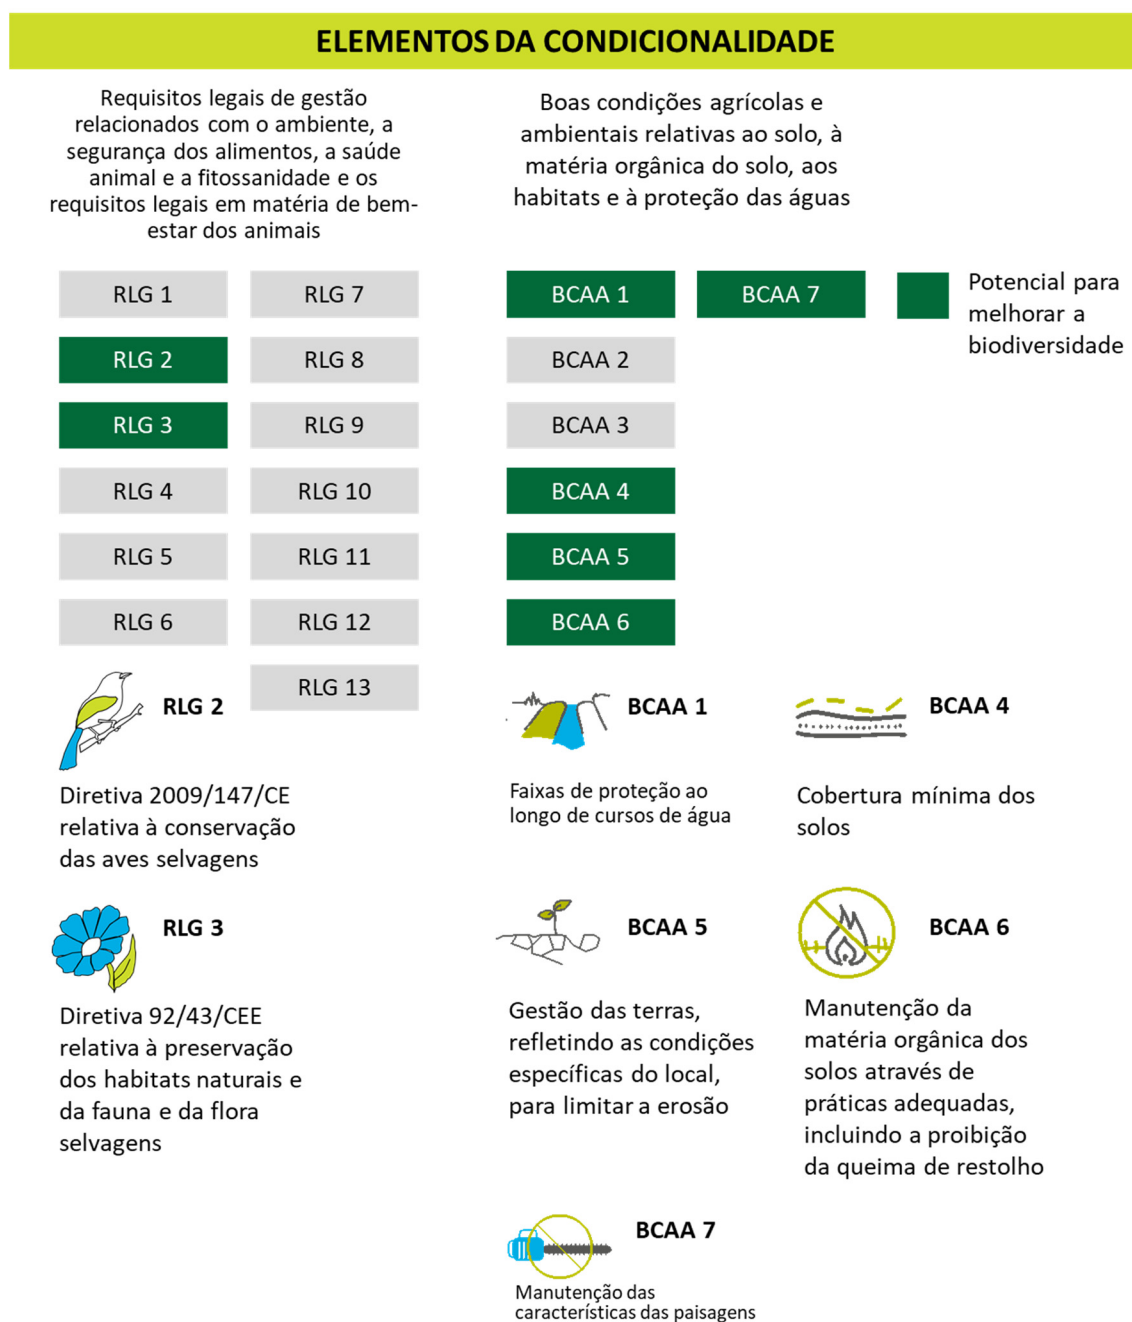 ELEMENTOS DA CONDICIONALIDADE
Requisitos legais de gestão
relacionados com o ambiente, a
segurança dos alimentos, a saúde
animal e a fitossanidade e os
requisitos legais em matéria de bem-
estar dos animais
Boas condições agrícolas e
ambientais relativas ao solo, à
matéria orgânica do solo, aos
habitats e à proteção das águas
RLG 1
RLG 2
RLG 3
RLG 4
RLG 5
RLG 6
RLG 7
RLG 8
RLG 9
RLG 10
RLG 11
RLG 12
RLG 13
BCAA 1
BCAA 2
BCAA 3
BCAA 4
BCAA 5
BCAA 6
BCAA 7
Potencial para
melhorar a
biodiversidade
RLG 2
Diretiva 2009/147/CE
relativa à conservação
das aves selvagens
RLG 3
Diretiva 92/43/CEE
relativa à preservação
dos habitats naturais e
da fauna e da flora
selvagens
BCAA 1
Faixas de proteção ao
longo de cursos de água
BCAA 4
Cobertura mínima dos
solos
BCAA 5
Gestão das terras,
refletindo as condições
específicas do local,
para limitar a erosão
BCAA 6
Manutenção da
matéria orgânica dos
solos através de
práticas adequadas,
incluindo a proibição
da queima de restolho
BCAA 7
Manutenção das
características das paisagens